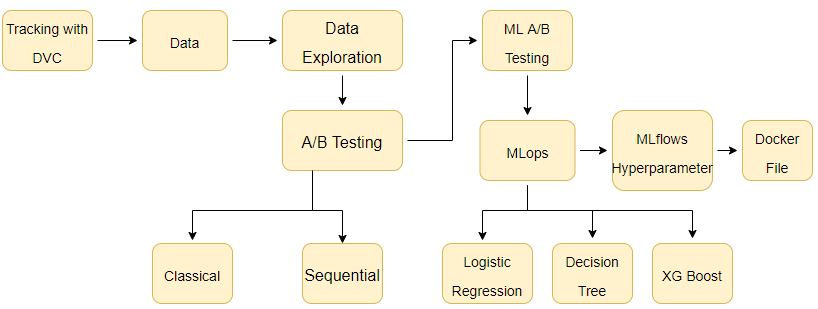 Tracking with
DVC
Data
Data
Exploration
ML A/B
Testing
A/B Testing
MLops
MLflows
Hyperparameter
Docker
File
Classical
Sequential
Logistic
Regression
Decision
Tree
XG Boost